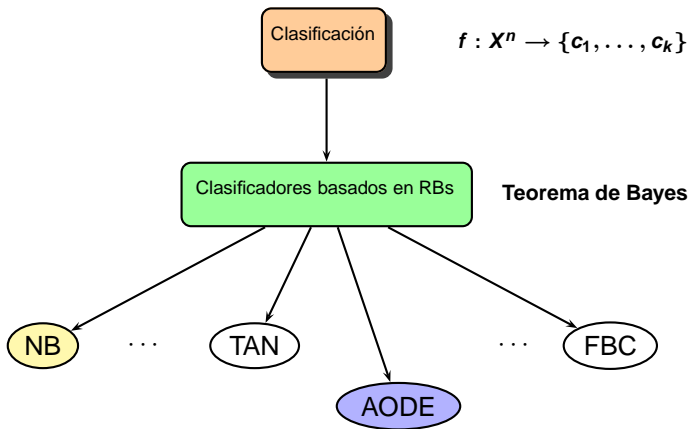 Clasificación
f : Xⁿ → {c₁, . . . , cₖ}
Clasificadores basados en RBs
Teorema de Bayes
NB
· · ·
TAN
· · ·
FBC
AODE